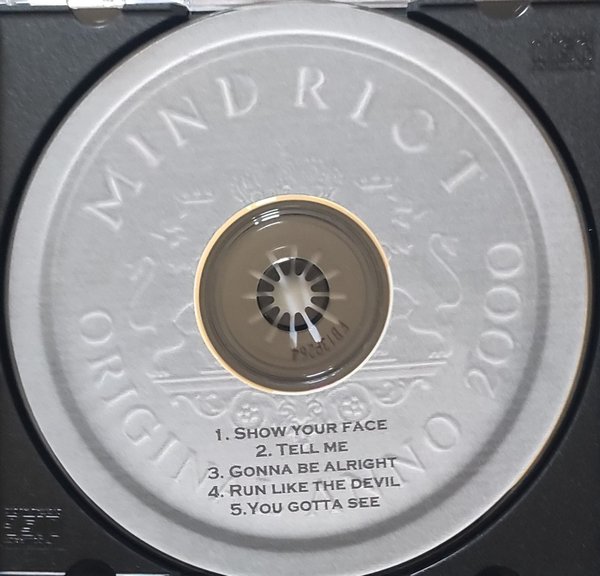 MINDRIOT
ORIGINS ANNO 2000
1. SHOW YOUR FACE
2. TELL ME
3. GONNA BE ALRIGHT
4. RUN LIKE THE DEVIL
5.YOU GOTTA SEE